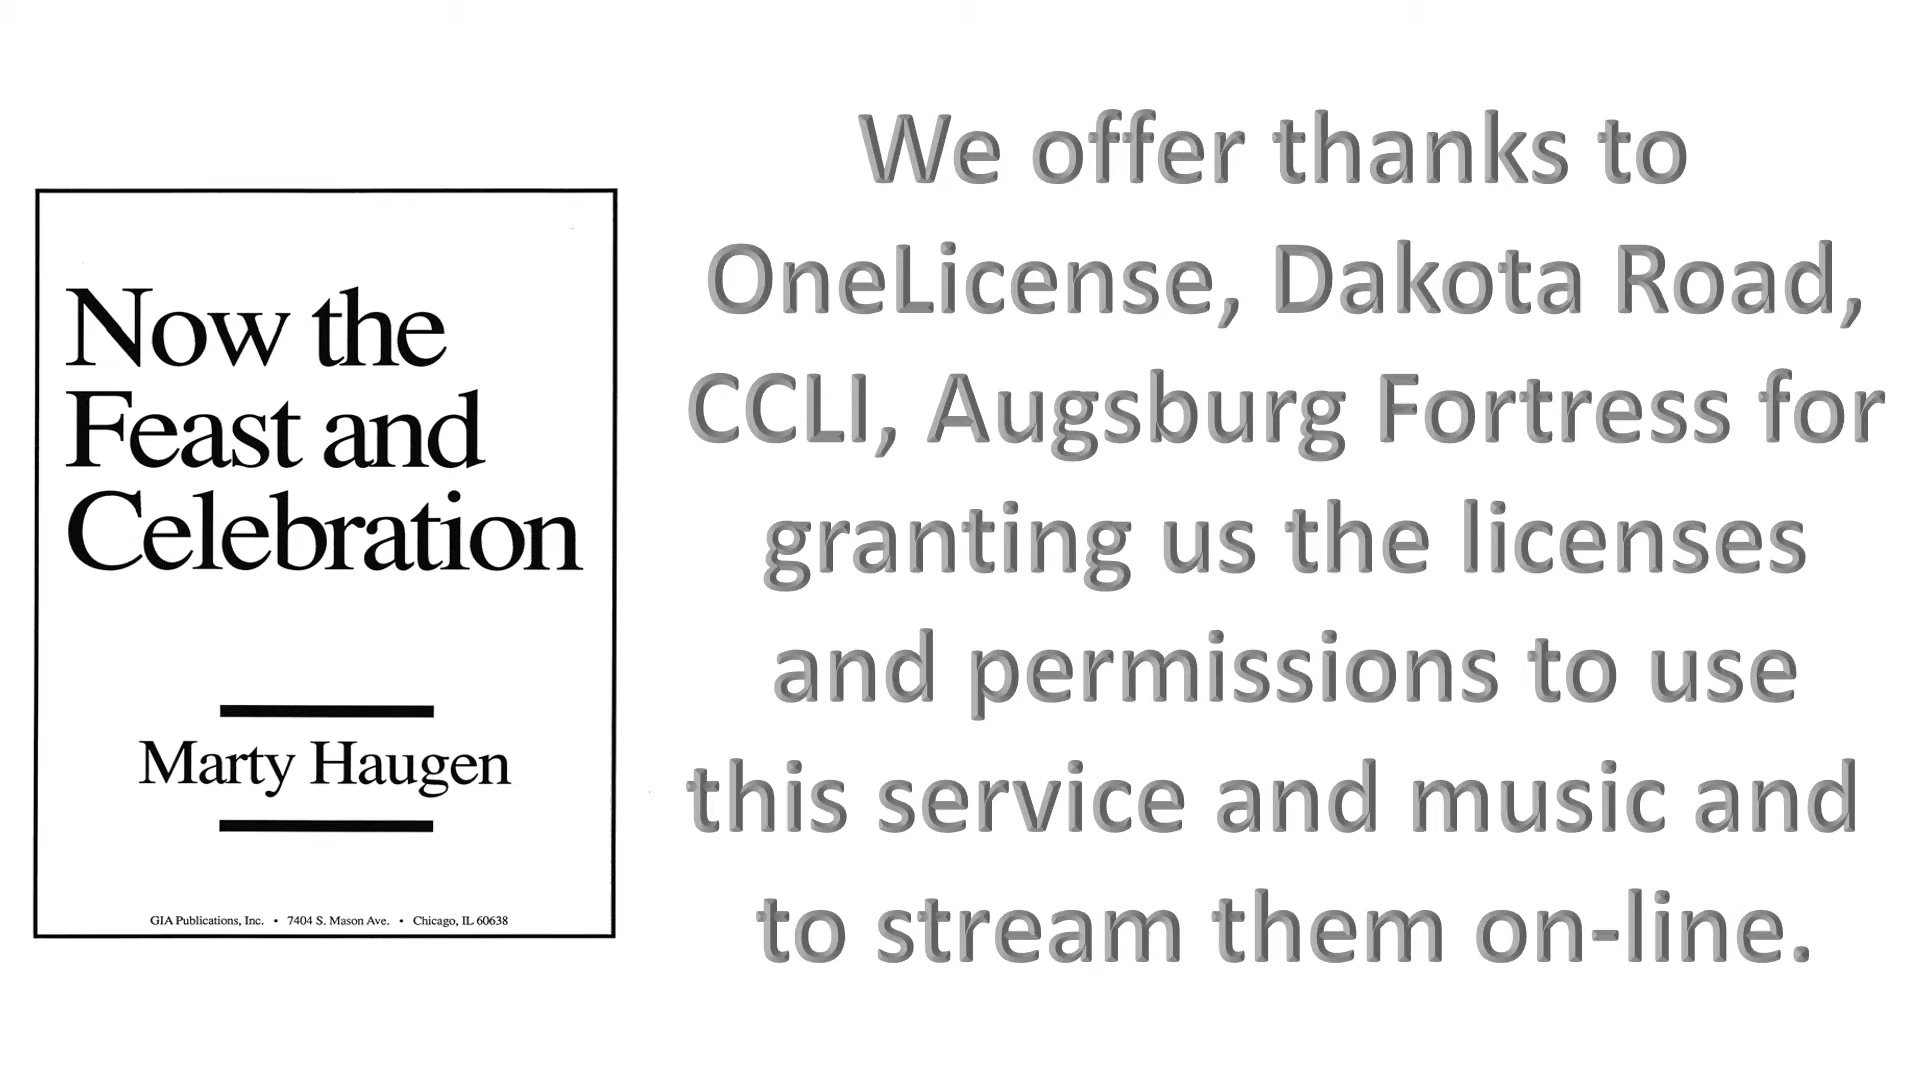 Now the
Feast and
Celebration
Marty Haugen
GIA Publications, Inc. • 7404 S. Mason Ave. • Chicago, IL 60638
We offer thanks to
OneLicense, Dakota Road,
CCLI, Augsburg Fortress for
granting us the licenses
and permissions to use
this service and music and
to stream them on-line.